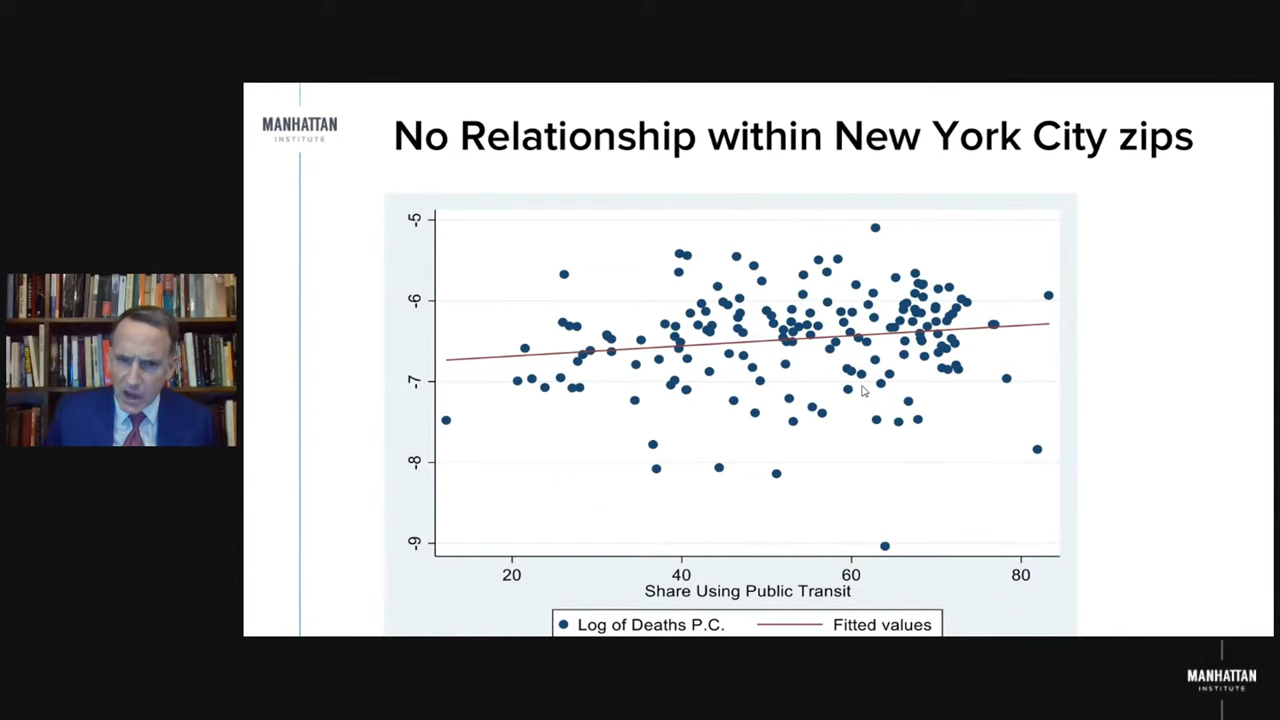 MANHATTAN
INSTITUTE
No Relationship within New York City zips
-5
-6
-7
-8
-9
20 40 60 80
Share Using Public Transit
Log of Deaths P.C. Fitted values
MANHATTAN
INSTITUTE